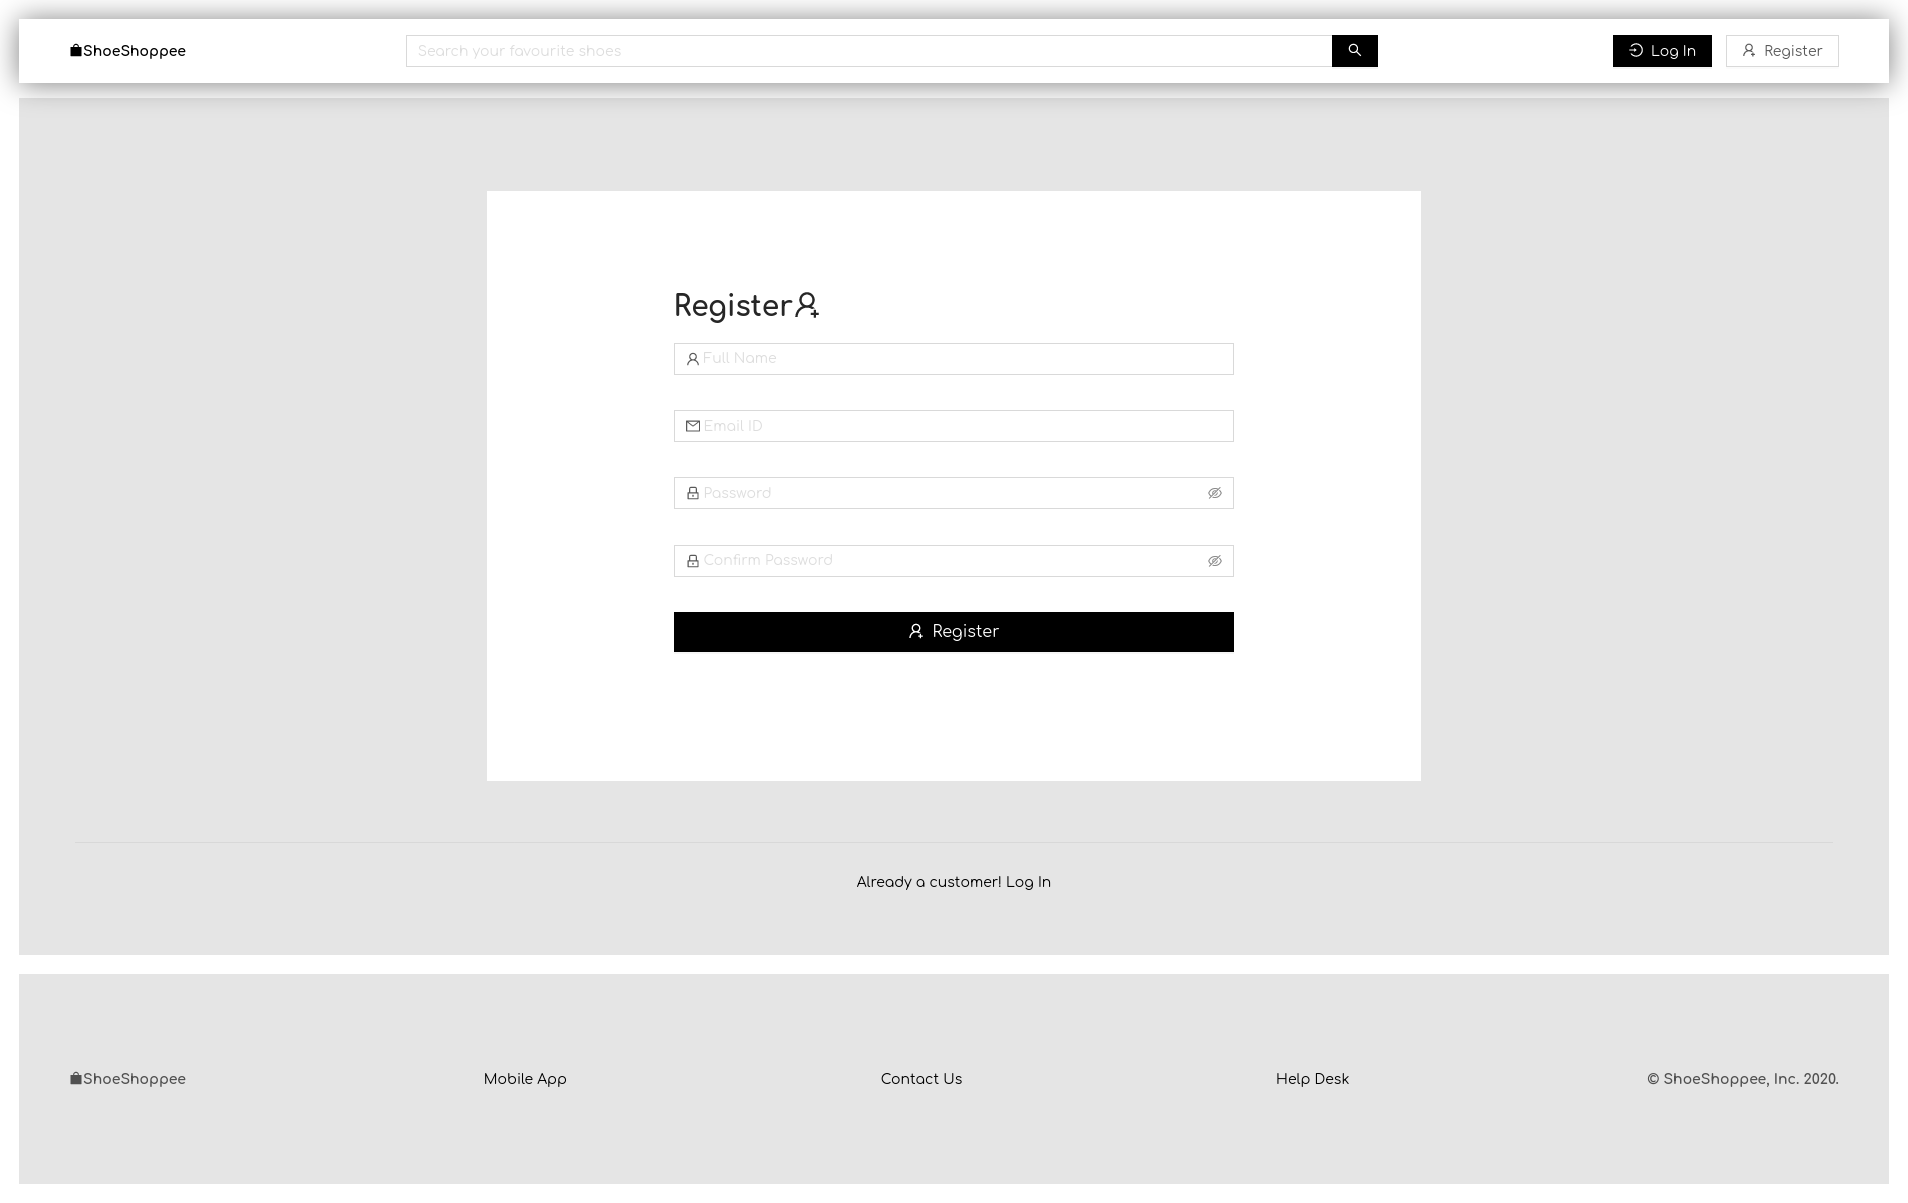 ShoeShoppee
Search your favourite shoes
Log In
Register
Register
Full Name
Email ID
Password
Confirm Password
Register
Already a customer! Log In
ShoeShoppee
Mobile App
Contact Us
Help Desk
© ShoeShoppee, Inc. 2020.